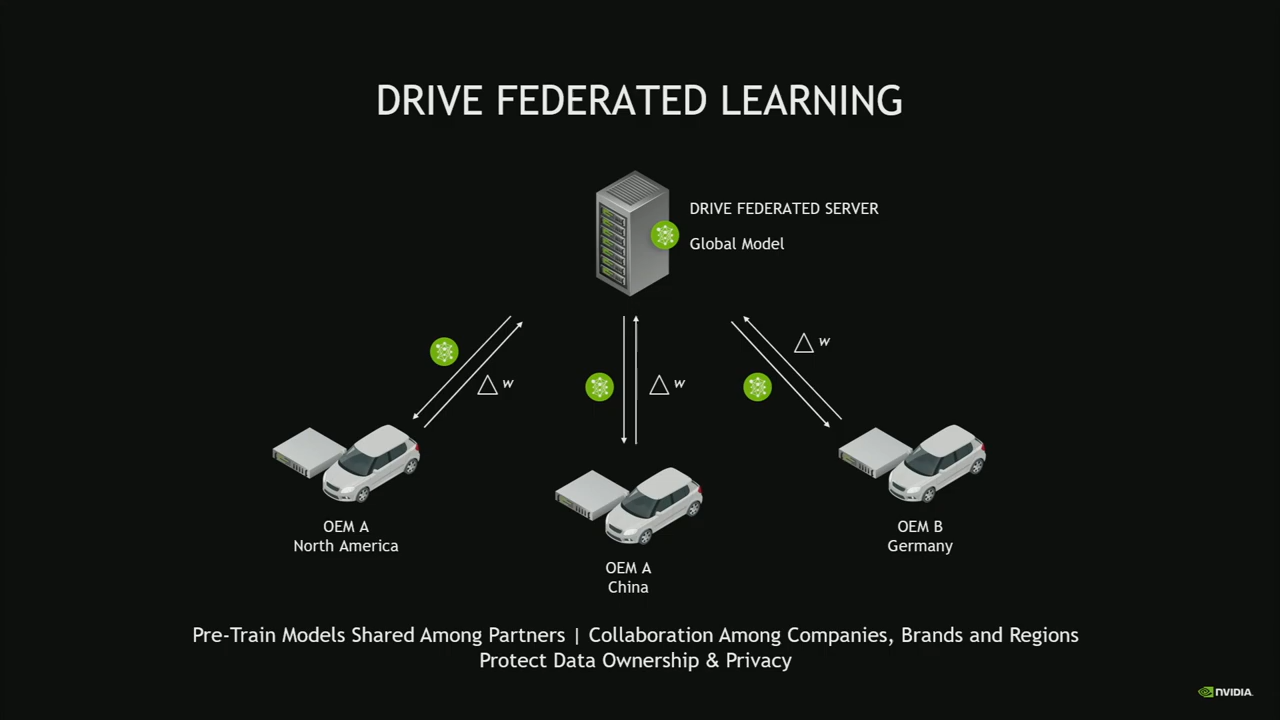 DRIVE FEDERATED LEARNING
DRIVE FEDERATED SERVER
Global Model
△ w
△ w
△ w
OEM A
North America
OEM A
China
OEM B
Germany
Pre-Train Models Shared Among Partners | Collaboration Among Companies, Brands and Regions
Protect Data Ownership & Privacy
NVIDIA.